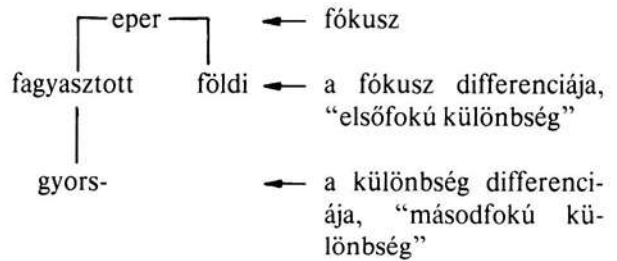 eper
fókusz
fagyasztott
földi
a fókusz differenciája,
“elsőfokú különbség”
gyors-
a különbség differenci-
ája, “másodfokú kü-
lönbség”